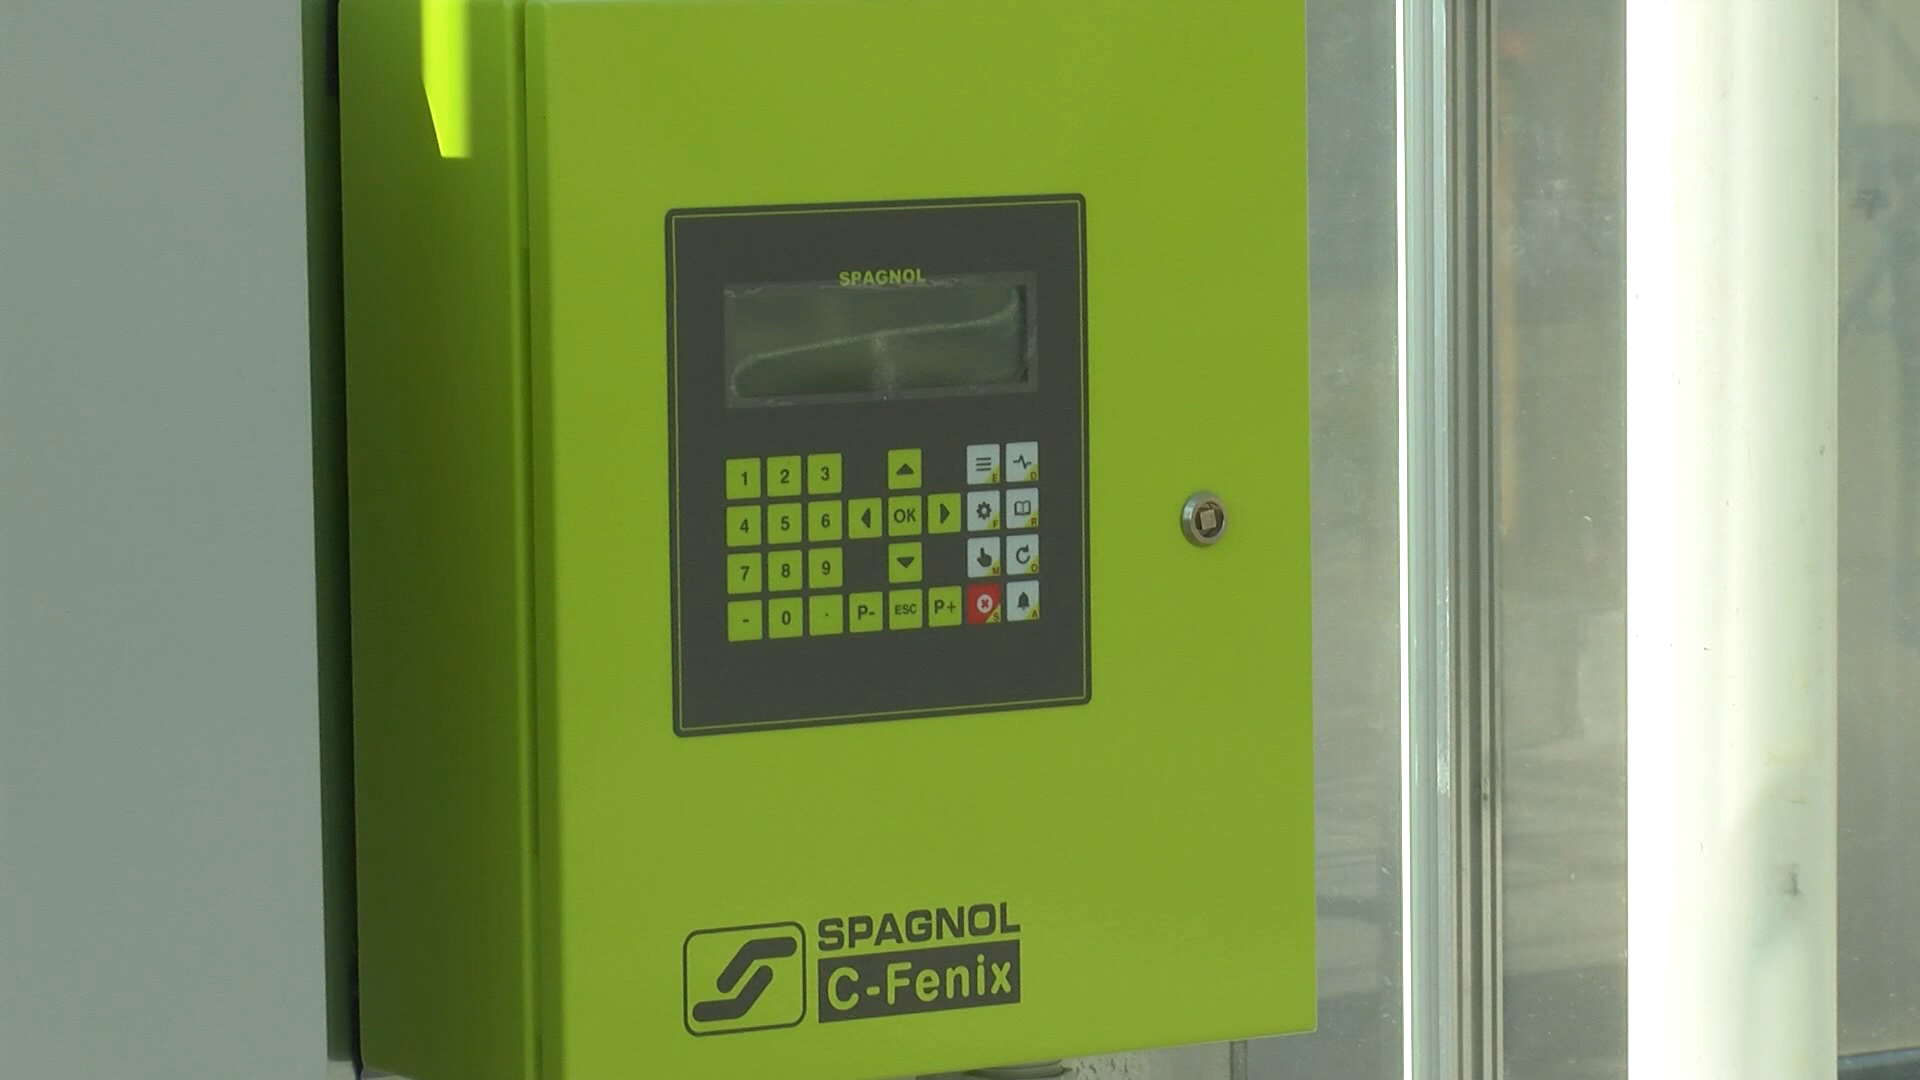 SPAGNOL
1 2 3
E D
4 5 6 OK
F R
7 8 9
M O
- 0 . P- ESC P+
S A
SPAGNOL
C-Fenix